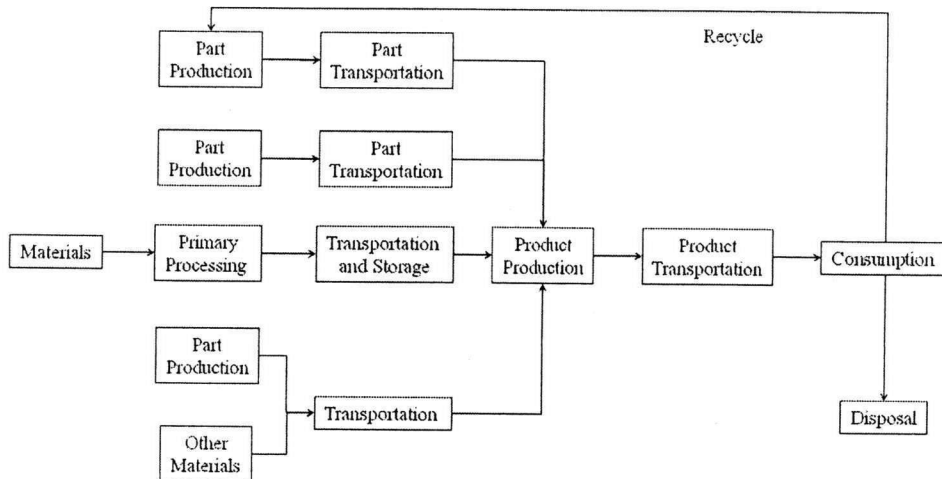 Recycle
Part
Production
Part
Transportation
Part
Production
Part
Transportation
Materials
Primary
Processing
Transportation
and Storage
Product
Production
Product
Transportation
Consumption
Part
Production
Transportation
Other
Materials
Disposal